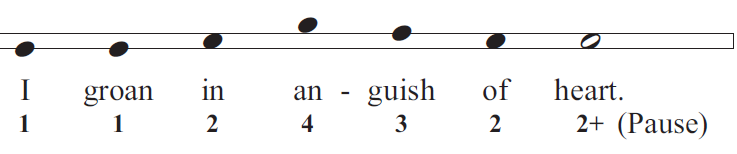 I groan in an - guish of heart.
1 1 2 4 3 2 2+ (Pause)